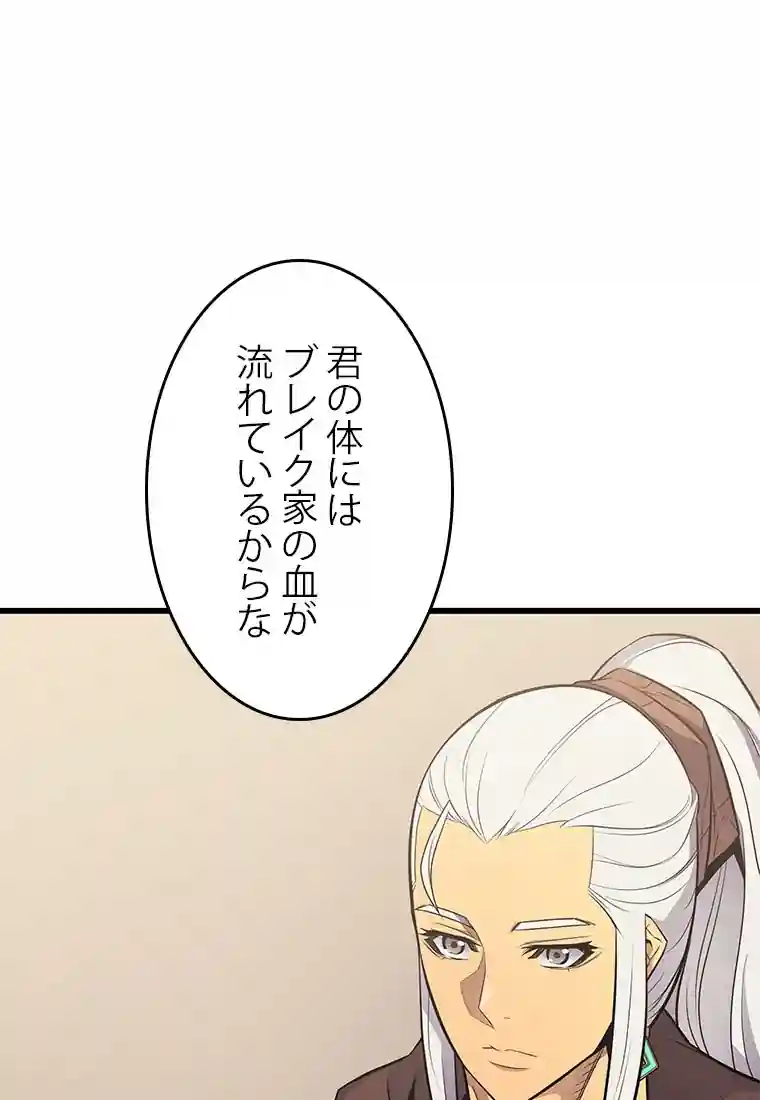 君の体には
ブレイク家の血が
流れているからな